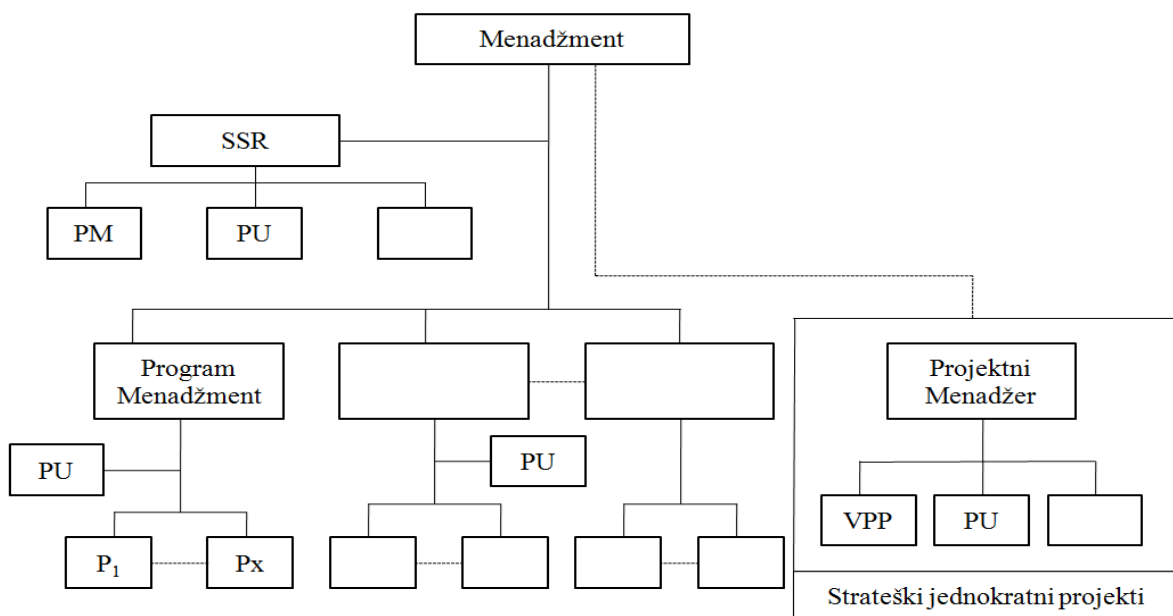 Menadžment
SSR
PM
PU
Program
Menadžment
Projektni
Menadžer
PU
PU
VPP
PU
P₁
Px
Strateški jednokratni projekti